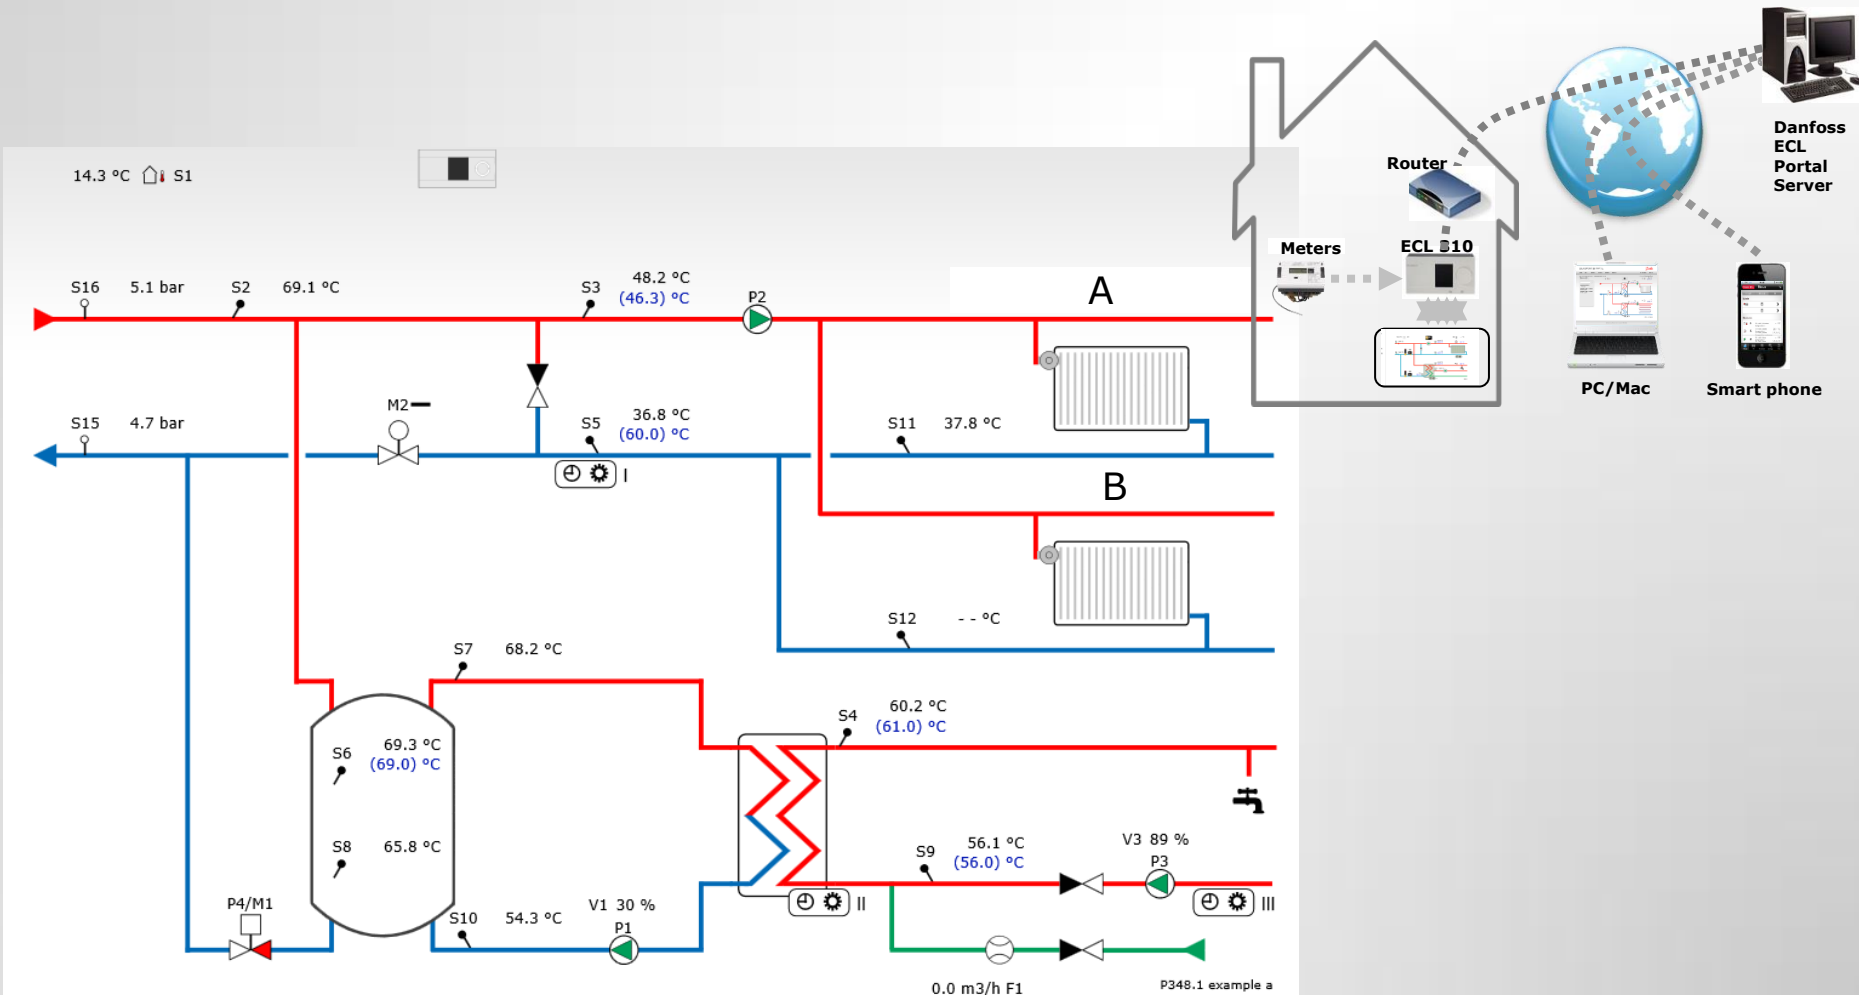 Danfoss
ECL
Portal
Server
Router
14.3 °C
S1
Meters
ECL 310
S16
5.1 bar
S2
69.1 °C
S3
48.2 °C
(46.3) °C
P2
A
PC/Mac
Smart phone
S15
4.7 bar
M2
S5
36.8 °C
(60.0) °C
I
S11
37.8 °C
B
S12
- - °C
S7
68.2 °C
S4
60.2 °C
(61.0) °C
S6
69.3 °C
(69.0) °C
S8
65.8 °C
S9
56.1 °C
(56.0) °C
V3 89 %
P3
P4/M1
S10
54.3 °C
V1 30 %
P1
II
III
0.0 m3/h F1
P348.1 example a